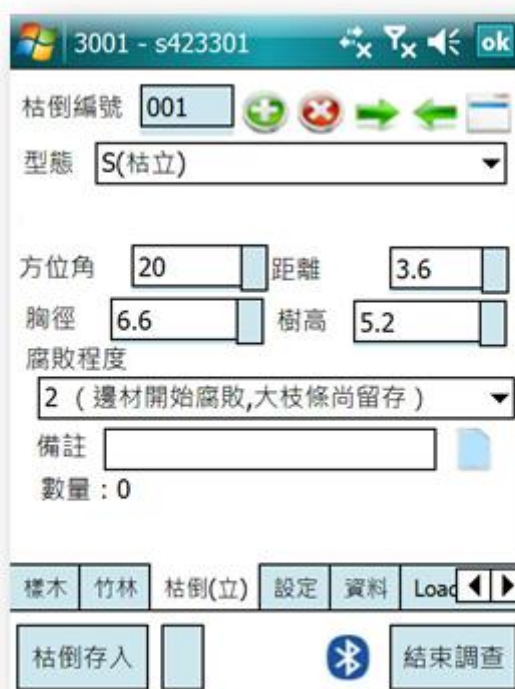 3001 - s423301 ok
枯倒編號 001
型態 S(枯立)
方位角 20 距離 3.6
胸徑 6.6 樹高 5.2
腐敗程度
2 ( 邊材開始腐敗,大枝條尚留存 )
備註
數量 : 0
樣木 竹林 枯倒(立) 設定 資料 Load
枯倒存入 結束調查